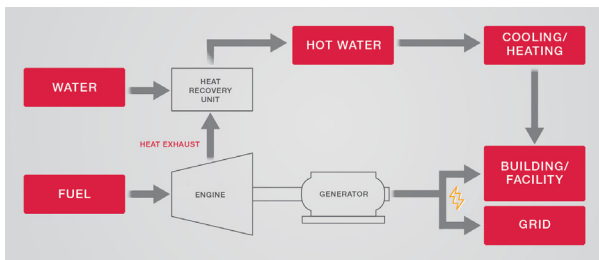 HOT WATER
COOLING/
HEATING
WATER
HEAT
RECOVERY
UNIT
HEAT EXHAUST
FUEL
ENGINE
GENERATOR
BUILDING/
FACILITY
GRID